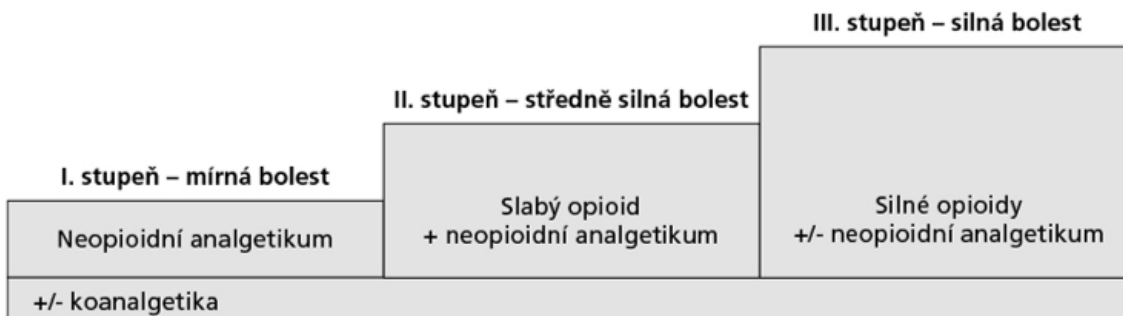 I. stupeň – mírná bolest
Neopioidní analgetikum
II. stupeň – středně silná bolest
Slabý opioid
+ neopioidní analgetikum
III. stupeň – silná bolest
Silné opioidy
+/- neopioidní analgetikum
+/- koanalgetika